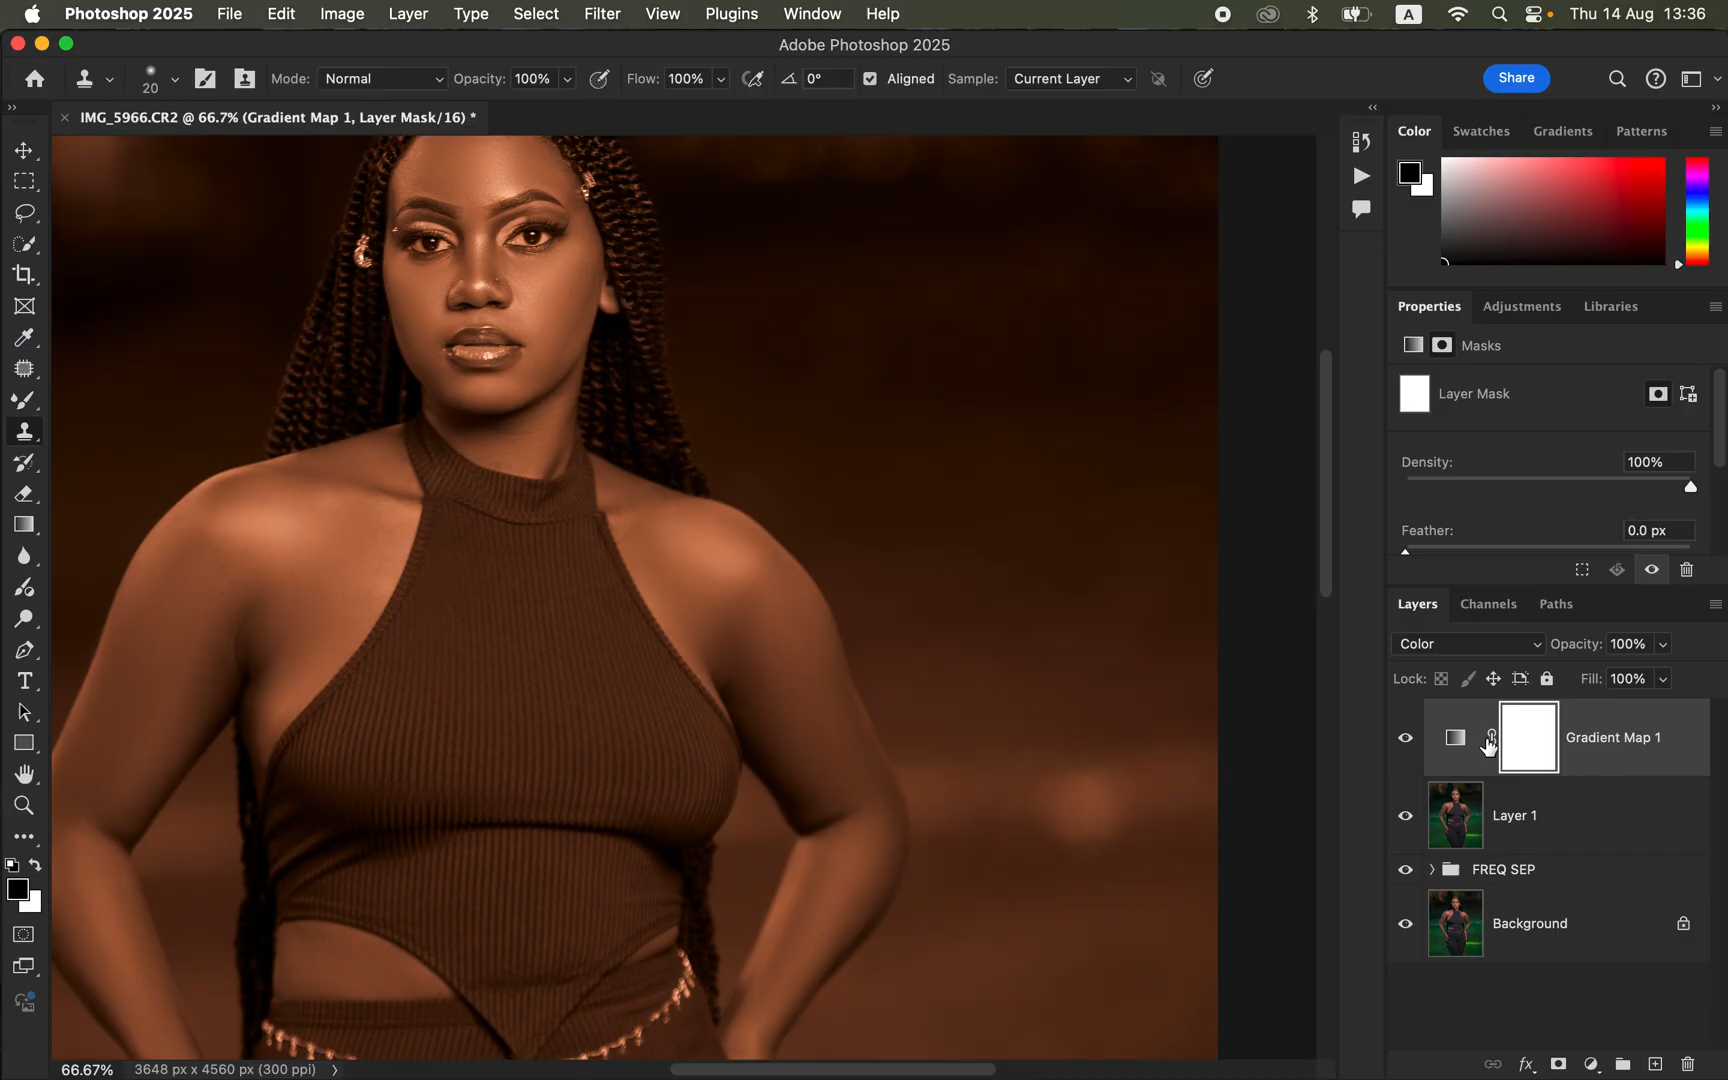 Photoshop 2025 File Edit Image Layer Type Select Filter View Plugins Window Help A Thu 14 Aug 13:36
Adobe Photoshop 2025
20 Mode: Normal Opacity: 100% Flow: 100% 0° Aligned Sample: Current Layer Share
IMG_5966.CR2 @ 66.7% (Gradient Map 1, Layer Mask/16) *
Color Swatches Gradients Patterns
Properties Adjustments Libraries
Masks
Layer Mask
Density: 100%
Feather: 0.0 px
Layers Channels Paths
Color Opacity: 100%
Lock: Fill: 100%
Gradient Map 1
Layer 1
FREQ SEP
Background
66.67% 3648 px x 4560 px (300 ppi)